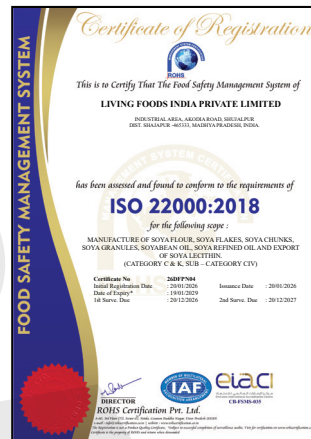 FOOD SAFETY MANAGEMENT SYSTEM
Certificate of Registration
ROHS
This is to Certify That The Food Safety Management System of
LIVING FOODS INDIA PRIVATE LIMITED
INDUSTRIAL AREA, AKODIA ROAD, SHUJALPUR
DIST. SHAJAPUR -465333, MADHYA PRADESH, INDIA.
has been assessed and found to conform to the requirements of
ISO 22000:2018
for the following scope :
MANUFACTURE OF SOYA FLOUR, SOYA FLAKES, SOYA CHUNKS,
SOYA GRANULES, SOYABEAN OIL, SOYA REFINED OIL AND EXPORT
OF SOYA LECITHIN.
(CATEGORY C & K, SUB – CATEGORY CIV)
Certificate No : 26DFPN04
Initial Registration Date : 20/01/2026 Issuance Date : 20/01/2026
Date of Expiry* : 19/01/2029
1st Surve. Due : 20/12/2026 2nd Surve. Due : 20/12/2027
DIRECTOR
IAF
eiaci
CB-FSMS-035
ROHS Certification Pvt. Ltd.